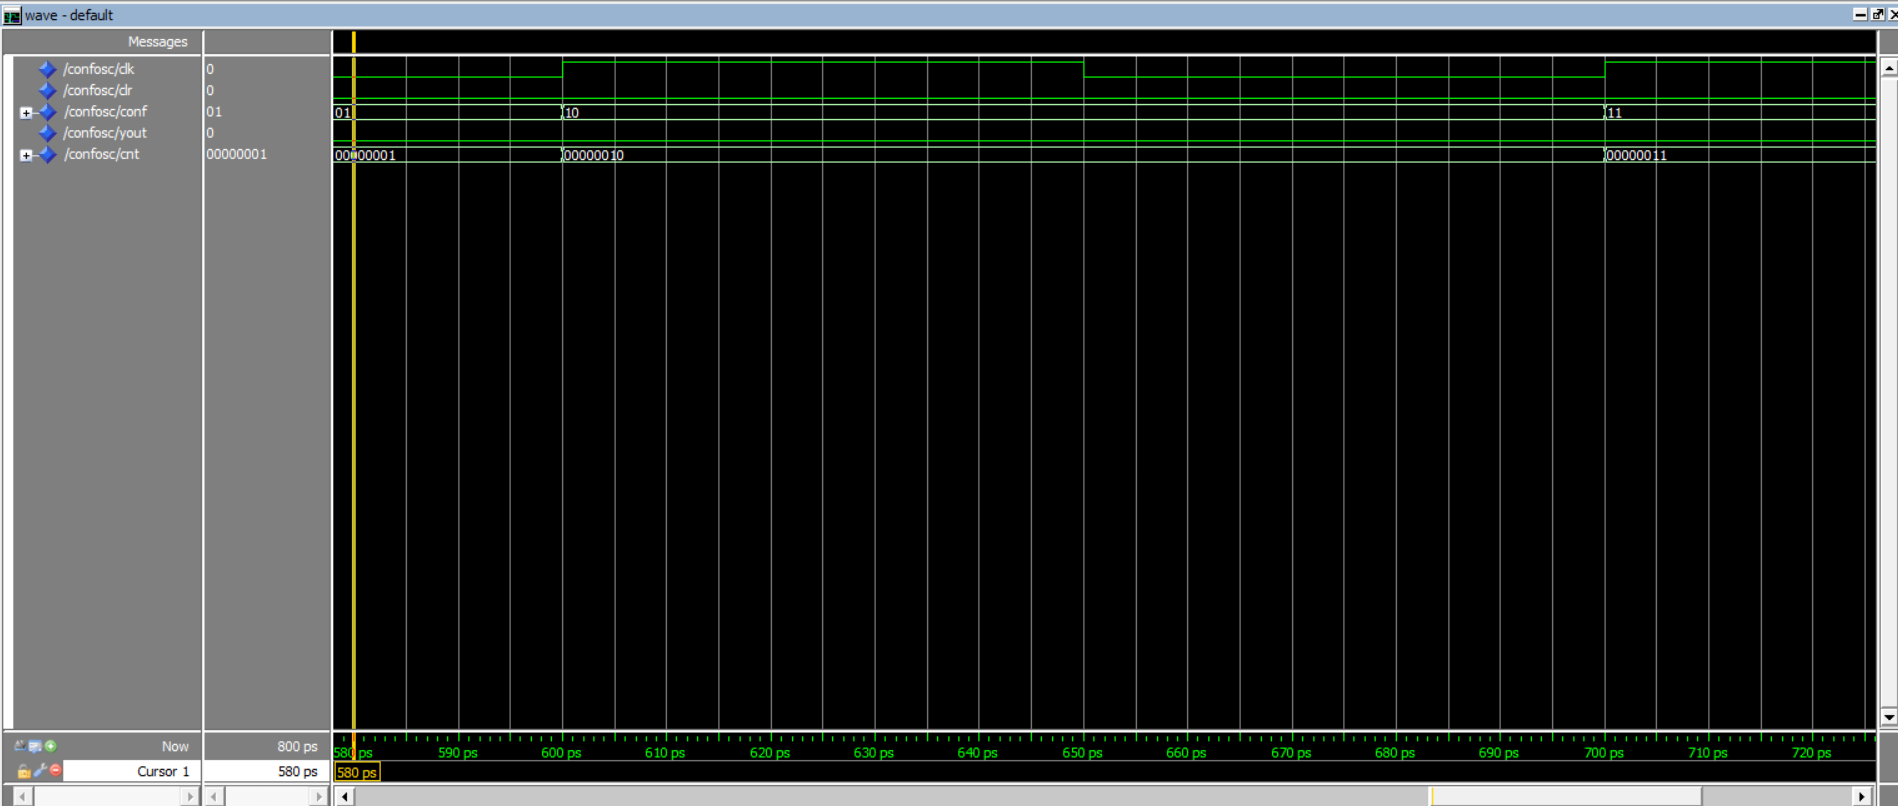 wave - default
Messages
/confosc/clk 0
/confosc/clr 0
/confosc/conf 01 01 10 11
/confosc/yout 0
/confosc/cnt 00000001 00000001 00000010 00000011
Now 800 ps 580 ps 590 ps 600 ps 610 ps 620 ps 630 ps 640 ps 650 ps 660 ps 670 ps 680 ps 690 ps 700 ps 710 ps 720 ps
Cursor 1 580 ps 580 ps